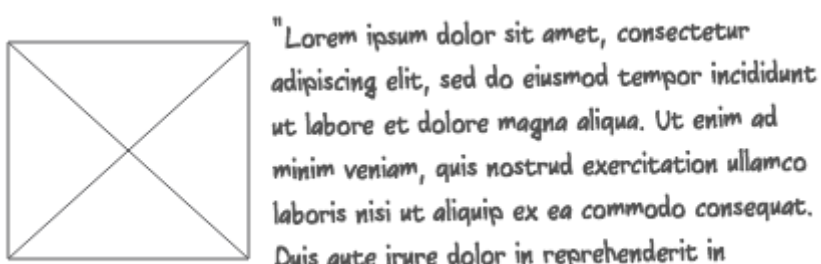 "Lorem ipsum dolor sit amet, consectetur
adipiscing elit, sed do eiusmod tempor incididunt
ut labore et dolore magna aliqua. Ut enim ad
minim veniam, quis nostrud exercitation ullamco
laboris nisi ut aliquip ex ea commodo consequat.
Duis aute irure dolor in reprehenderit in